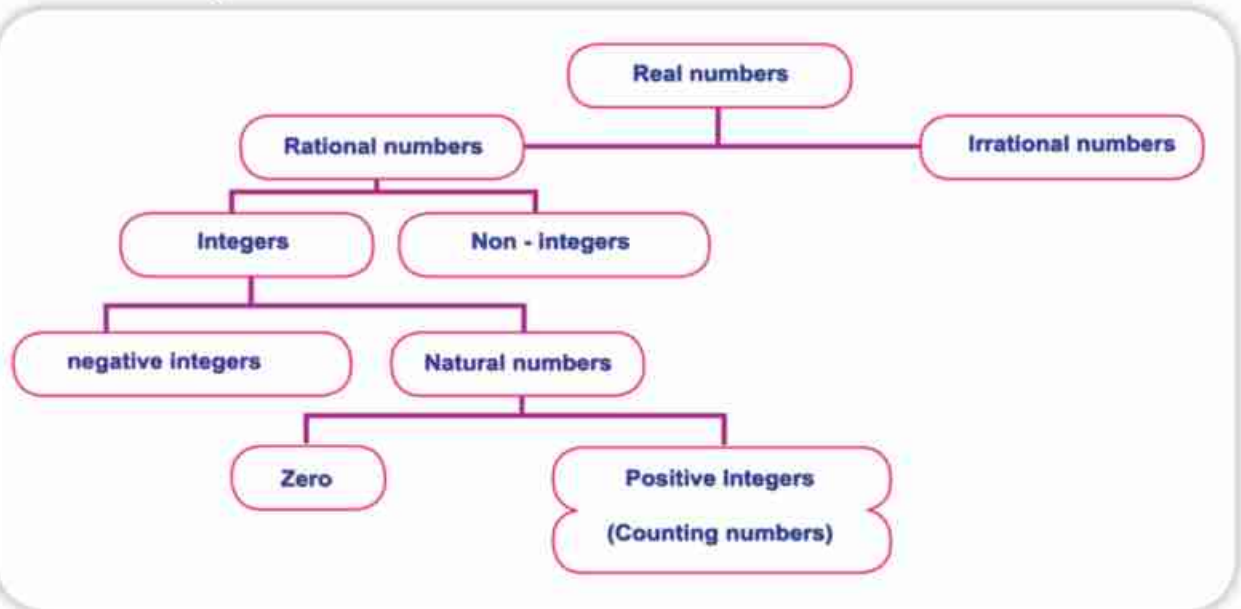 Real numbers
Rational numbers
Irrational numbers
Integers
Non - integers
negative integers
Natural numbers
Zero
Positive Integers
(Counting numbers)